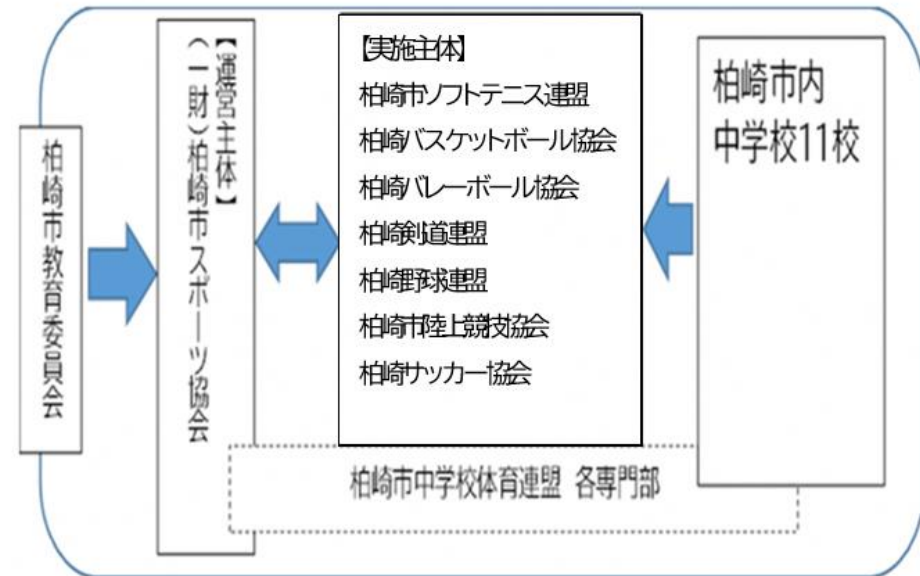 柏崎市教育委員会
【運営主体】
(一財)柏崎市スポーツ協会
【実施主体】
柏崎市ソフトテニス連盟
柏崎バスケットボール協会
柏崎バレーボール協会
柏崎剣道連盟
柏崎野球連盟
柏崎市陸上競技協会
柏崎サッカー協会
柏崎市内
中学校11校
柏崎市中学校体育連盟 各専門部